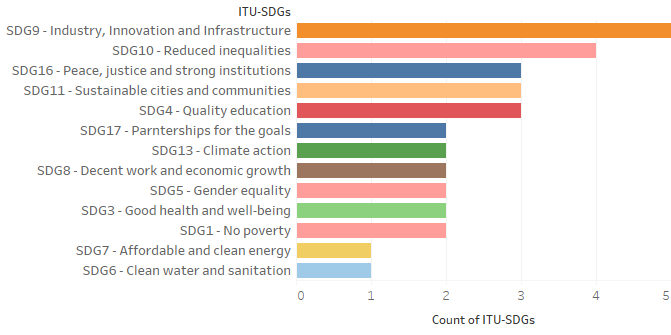 ITU-SDGs
SDG9 - Industry, Innovation and Infrastructure
SDG10 - Reduced inequalities
SDG16 - Peace, justice and strong institutions
SDG11 - Sustainable cities and communities
SDG4 - Quality education
SDG17 - Parnterships for the goals
SDG13 - Climate action
SDG8 - Decent work and economic growth
SDG5 - Gender equality
SDG3 - Good health and well-being
SDG1 - No poverty
SDG7 - Affordable and clean energy
SDG6 - Clean water and sanitation
0 1 2 3 4 5
Count of ITU-SDGs